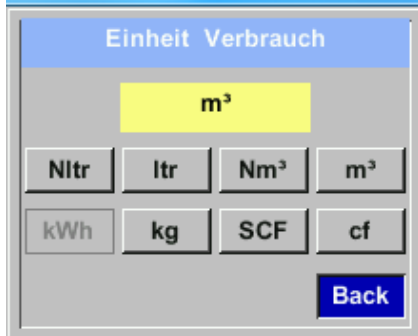 Einheit Verbrauch
m³
Nltr ltr Nm³ m³
kWh kg SCF cf
Back